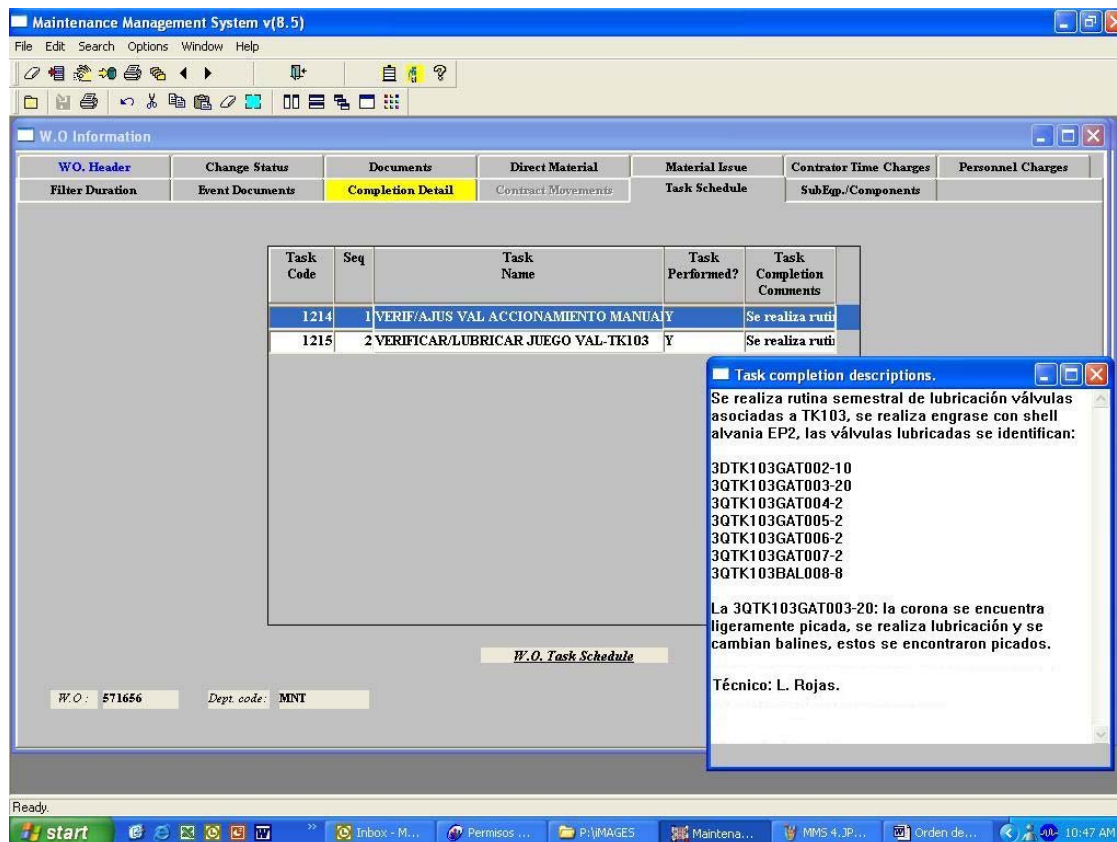 Maintenance Management System v(8.5)
File Edit Search Options Window Help
W.O Information
WO. Header Change Status Documents Direct Material Material Issue Contrator Time Charges Personnel Charges
Filter Duration Event Documents Completion Detail Contract Movements Task Schedule SubEqp./Components
Task Code Seq Task Name Task Performed? Task Completion Comments
1214 1 VERIF/AJUS VAL ACCIONAMIENTO MANUAL Y Se realiza ruti
1215 2 VERIFICAR/LUBRICAR JUEGO VAL-TK103 Y Se realiza ruti
Task completion descriptions.
Se realiza rutina semestral de lubricación válvulas
asociadas a TK103, se realiza engrase con shell
alvania EP2, las válvulas lubricadas se identifican:
3DTK103GAT002-10
3QTK103GAT003-20
3QTK103GAT004-2
3QTK103GAT005-2
3QTK103GAT006-2
3QTK103GAT007-2
3QTK103BAL008-8
La 3QTK103GAT003-20: la corona se encuentra
ligeramente picada, se realiza lubricación y se
cambian balines, estos se encontraron picados.
Técnico: L. Rojas.
W.O. Task Schedule
W.O : 571656 Dept. code: MNT
Ready.
start Inbox - M... Permisos ... P:\iMAGES Maintena... MMS 4.JP... Orden de... 10:47 AM